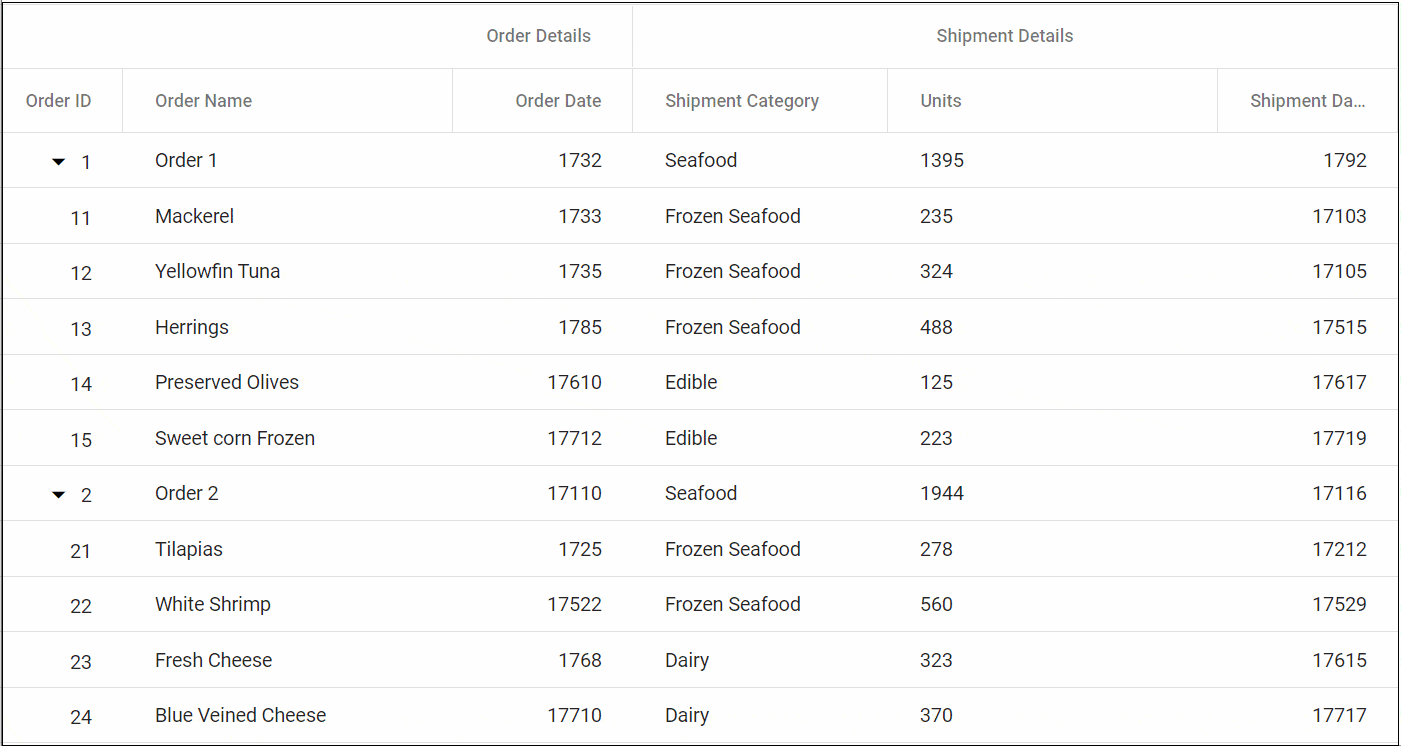 Order Details Shipment Details
Order ID Order Name Order Date Shipment Category Units Shipment Da...
1 Order 1 1732 Seafood 1395 1792
11 Mackerel 1733 Frozen Seafood 235 17103
12 Yellowfin Tuna 1735 Frozen Seafood 324 17105
13 Herrings 1785 Frozen Seafood 488 17515
14 Preserved Olives 17610 Edible 125 17617
15 Sweet corn Frozen 17712 Edible 223 17719
2 Order 2 17110 Seafood 1944 17116
21 Tilapias 1725 Frozen Seafood 278 17212
22 White Shrimp 17522 Frozen Seafood 560 17529
23 Fresh Cheese 1768 Dairy 323 17615
24 Blue Veined Cheese 17710 Dairy 370 17717